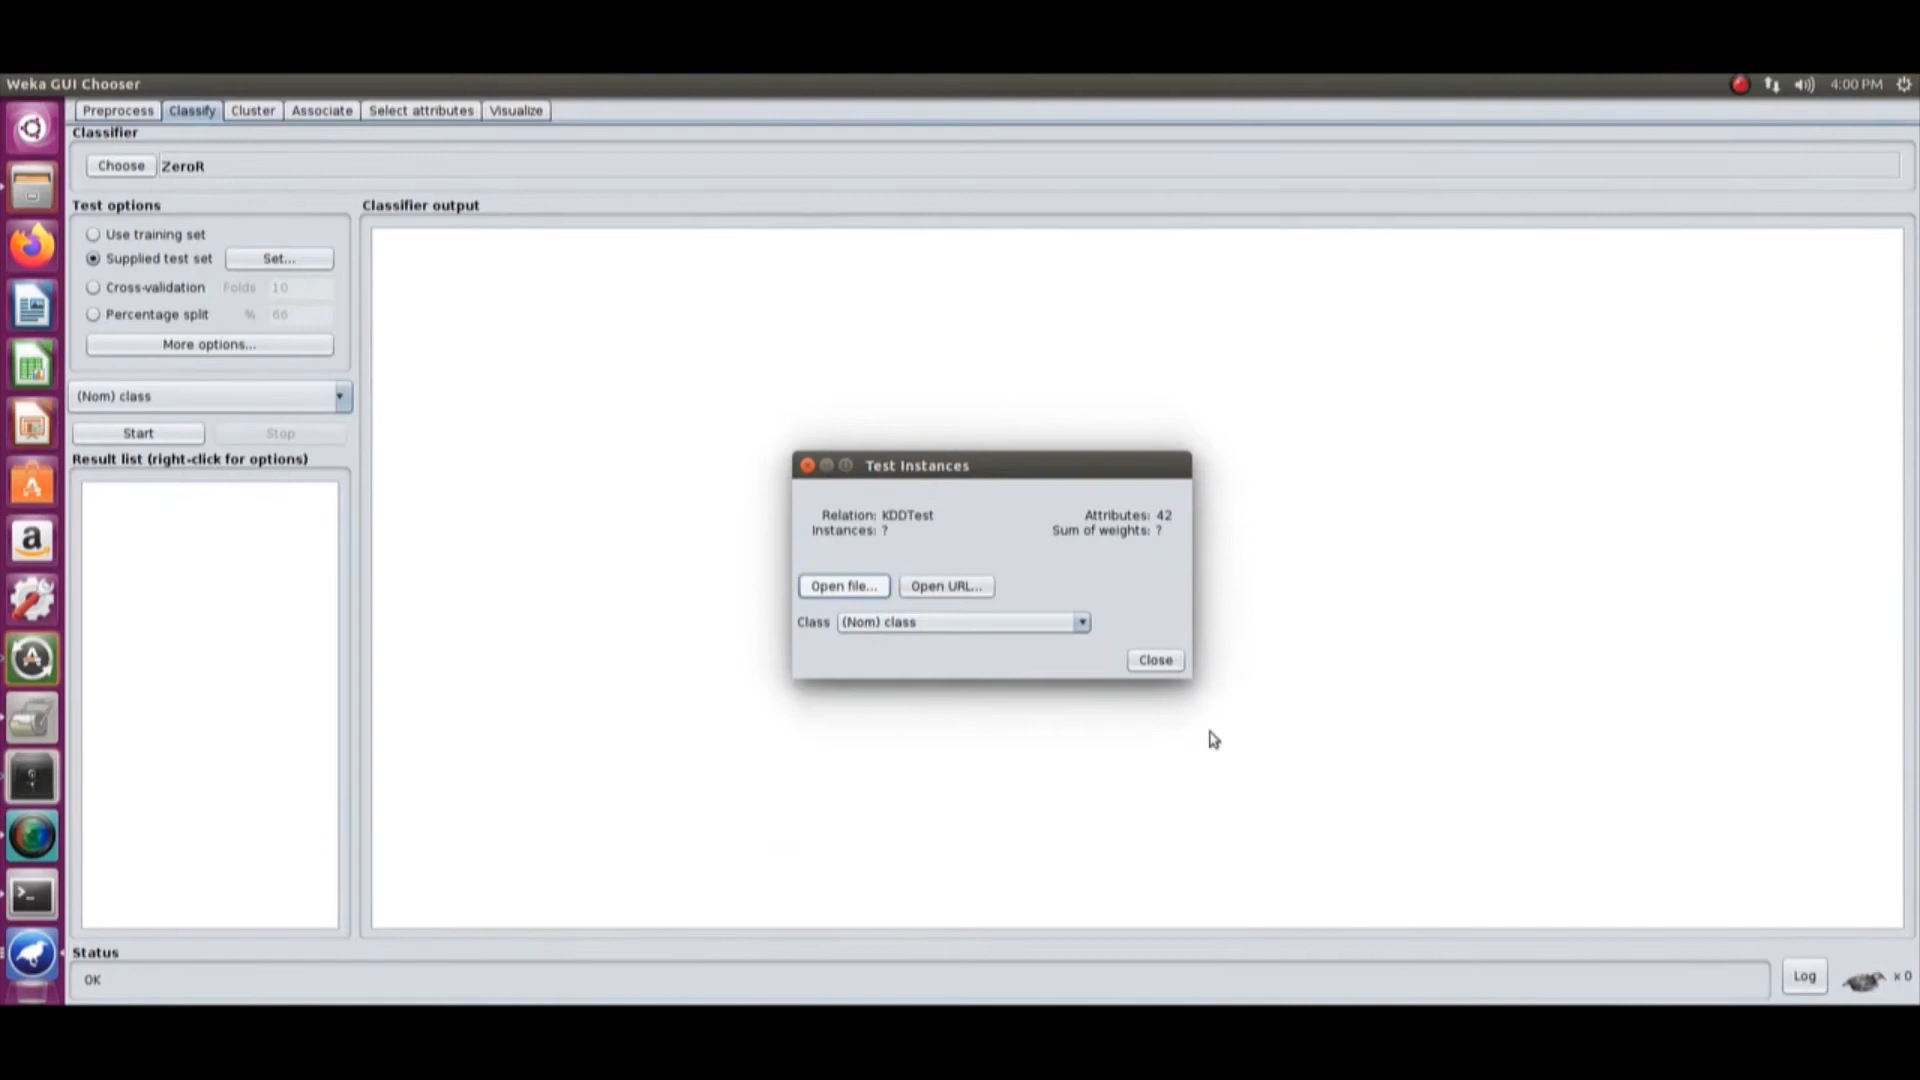 Weka GUI Chooser
4:00 PM
Preprocess Classify Cluster Associate Select attributes Visualize
Classifier
Choose ZeroR
Test options
Classifier output
Use training set
Supplied test set Set...
Cross-validation Folds 10
Percentage split % 66
More options...
(Nom) class
Start Stop
Result list (right-click for options)
Test Instances
Relation: KDDTest Attributes: 42
Instances: ? Sum of weights: ?
Open file... Open URL...
Class (Nom) class
Close
Status
OK
Log
x 0